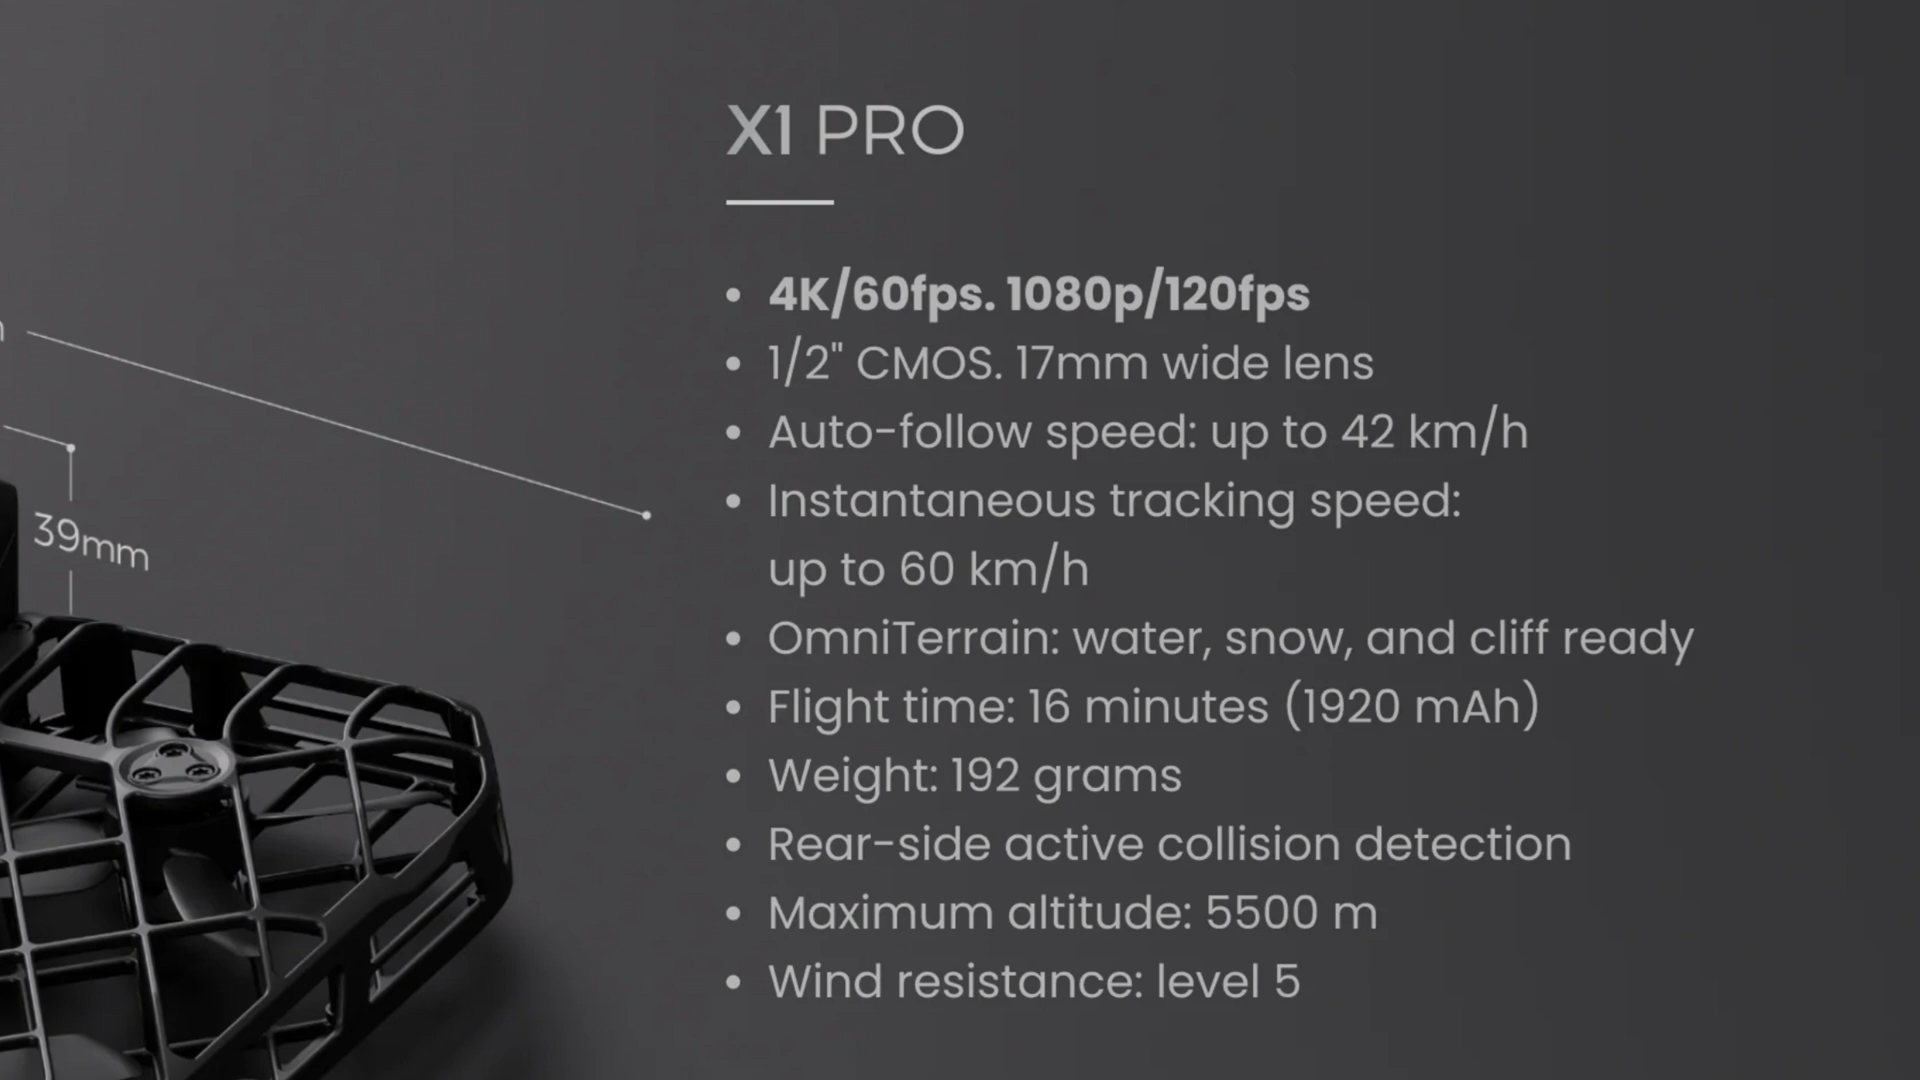 X1 PRO
• 4K/60fps. 1080p/120fps
• 1/2" CMOS. 17mm wide lens
• Auto-follow speed: up to 42 km/h
• Instantaneous tracking speed:
up to 60 km/h
• OmniTerrain: water, snow, and cliff ready
• Flight time: 16 minutes (1920 mAh)
• Weight: 192 grams
• Rear-side active collision detection
• Maximum altitude: 5500 m
• Wind resistance: level 5
39mm